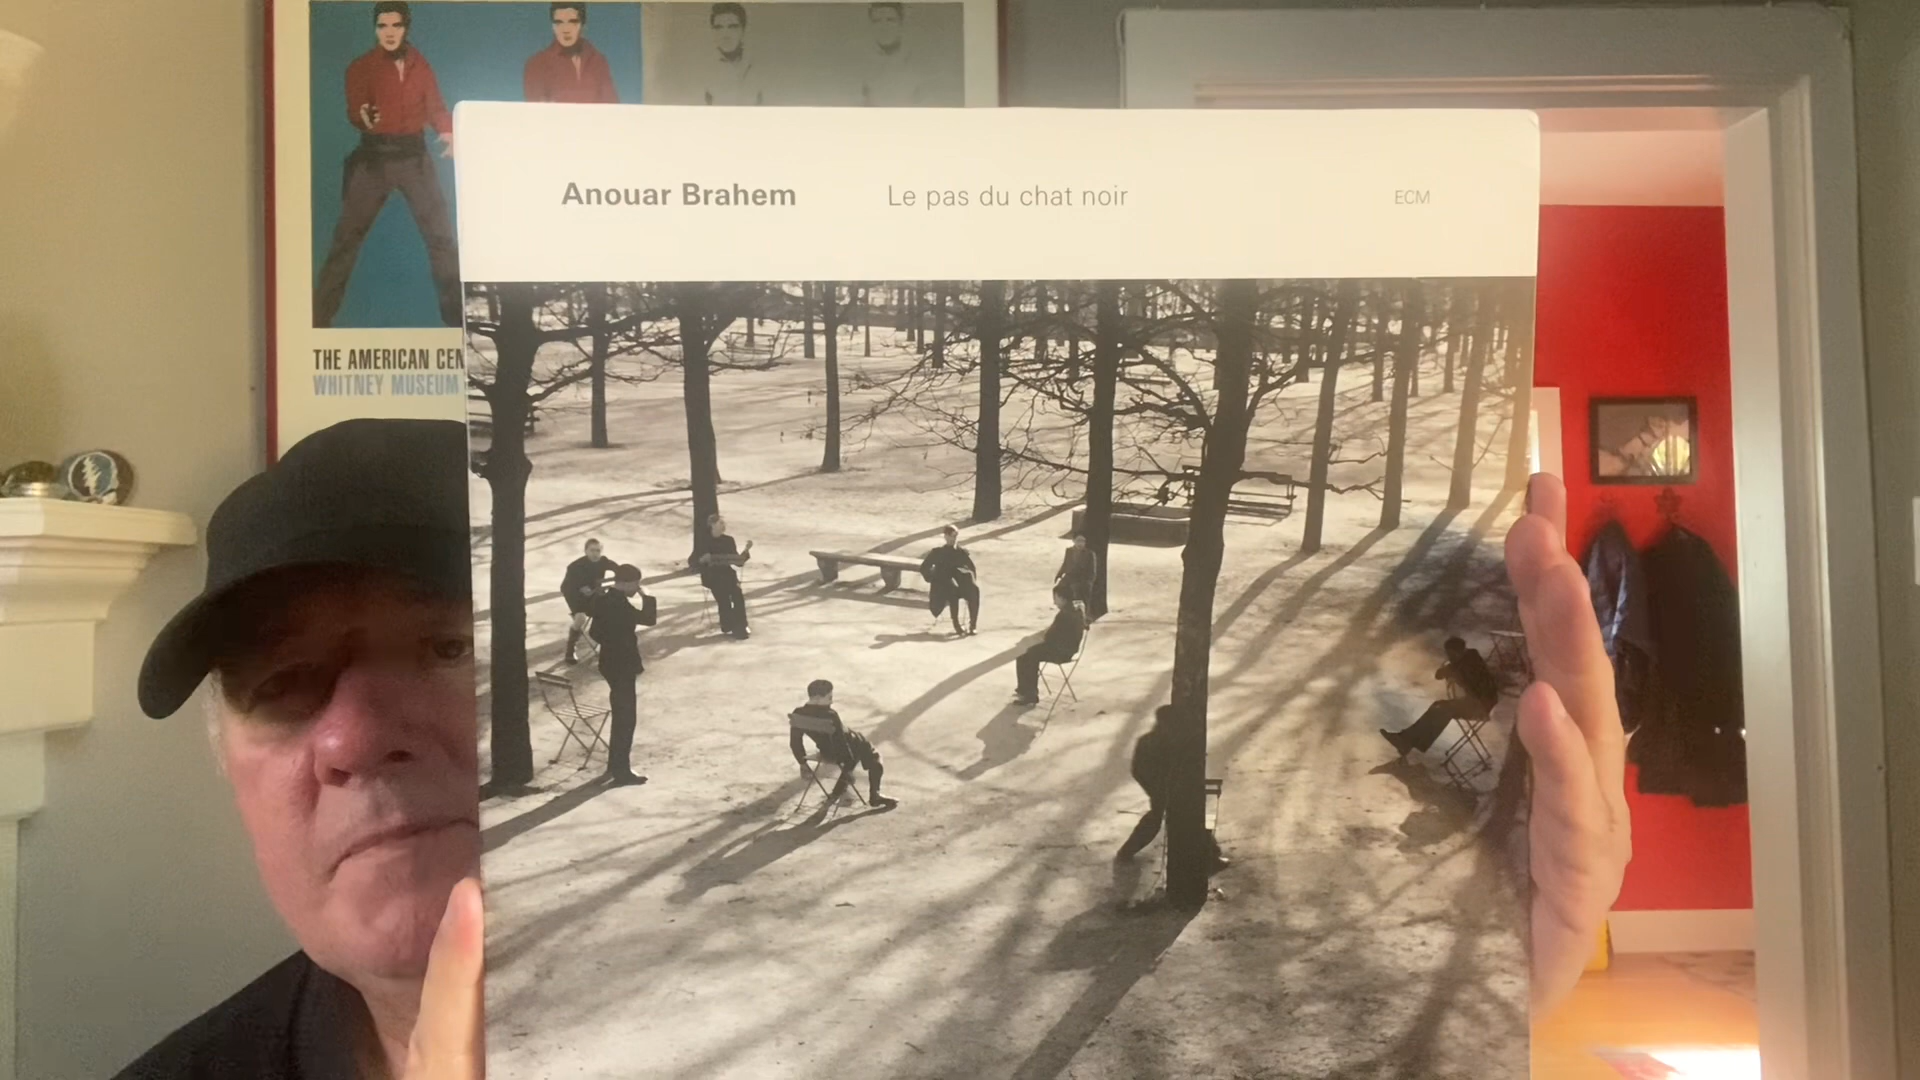 Anouar Brahem Le pas du chat noir ECM
THE AMERICAN CEN
WHITNEY MUSEUM